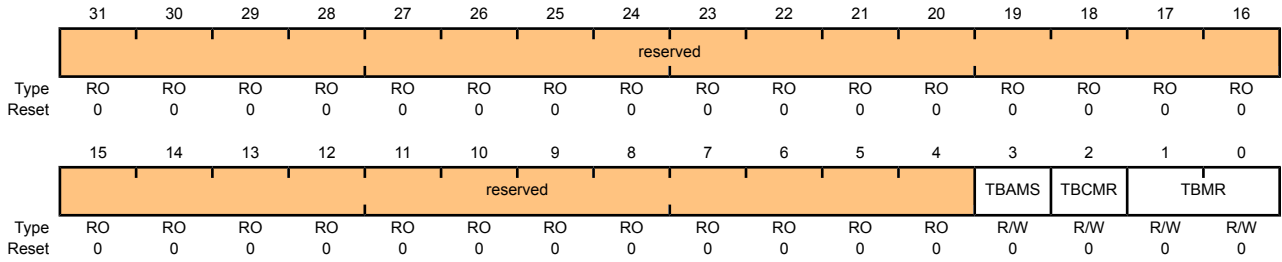 31 30 29 28 27 26 25 24 23 22 21 20 19 18 17 16
reserved
Type RO RO RO RO RO RO RO RO RO RO RO RO RO RO RO RO
Reset 0 0 0 0 0 0 0 0 0 0 0 0 0 0 0 0
15 14 13 12 11 10 9 8 7 6 5 4 3 2 1 0
reserved TBAMS TBCMR TBMR
Type RO RO RO RO RO RO RO RO RO RO RO RO R/W R/W R/W R/W
Reset 0 0 0 0 0 0 0 0 0 0 0 0 0 0 0 0